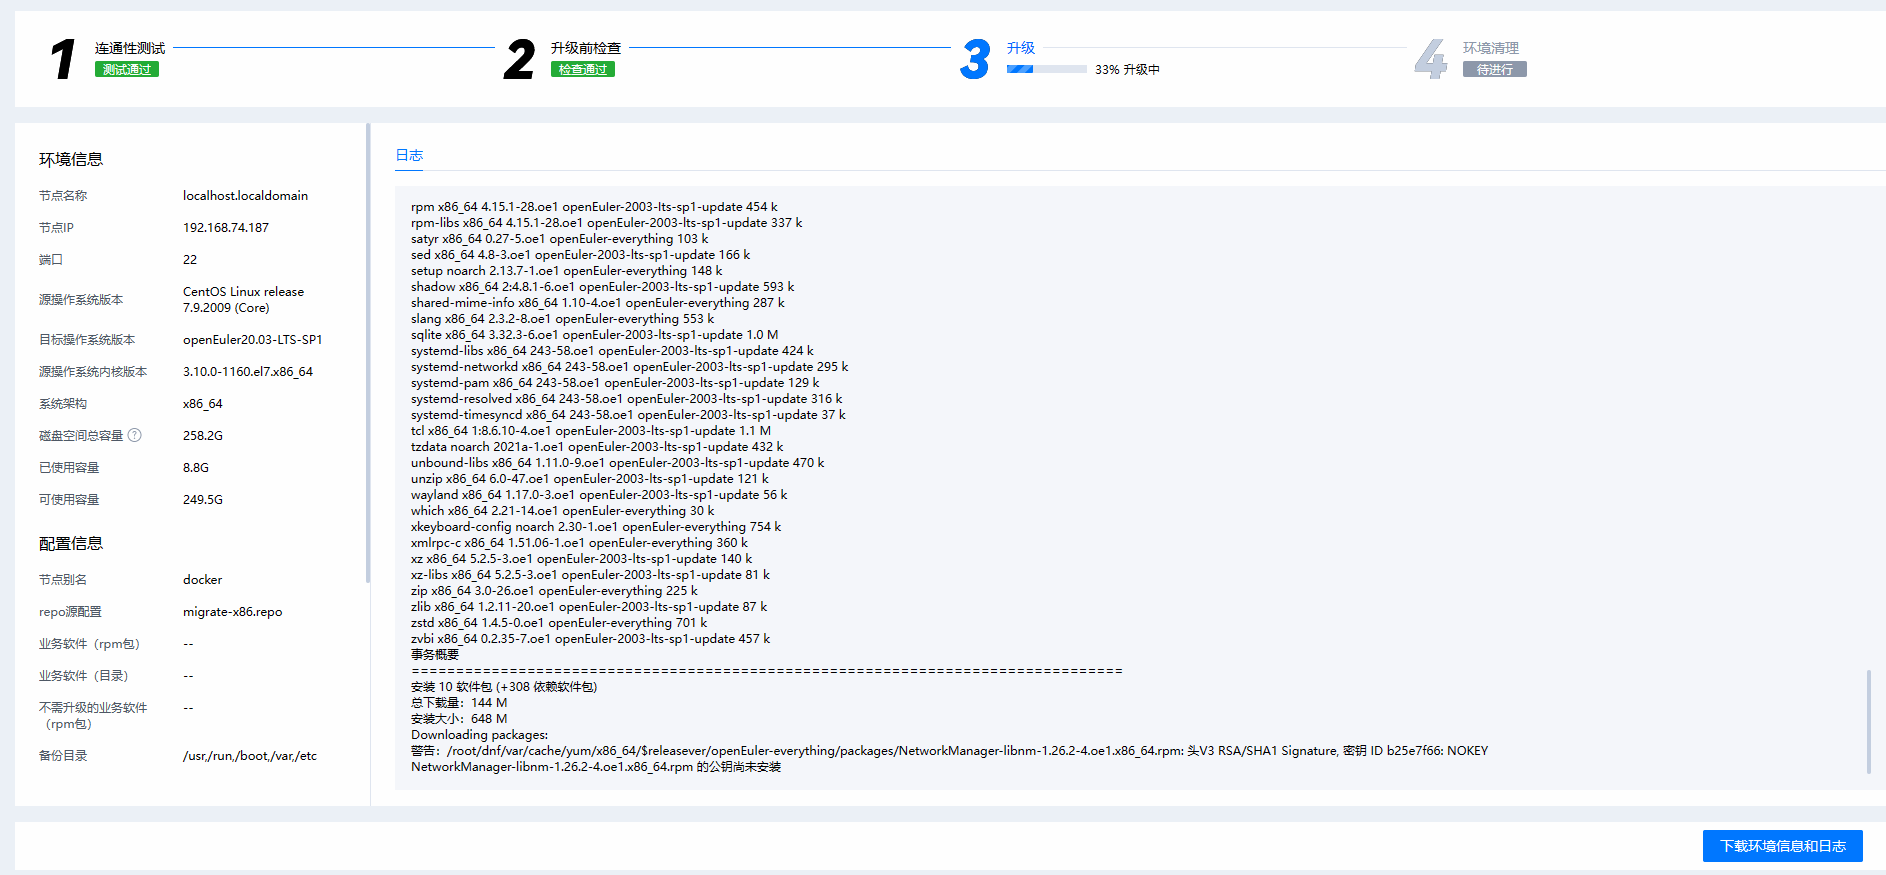 1 连通性测试
测试通过
2 升级前检查
检查通过
3 升级
33% 升级中
4 环境清理
待进行
环境信息
节点名称 localhost.localdomain
节点IP 192.168.74.187
端口 22
源操作系统版本 CentOS Linux release
7.9.2009 (Core)
目标操作系统版本 openEuler20.03-LTS-SP1
源操作系统内核版本 3.10.0-1160.el7.x86_64
系统架构 x86_64
磁盘空间总容量 ? 258.2G
已使用容量 8.8G
可使用容量 249.5G
配置信息
节点别名 docker
repo源配置 migrate-x86.repo
业务软件（rpm包） --
业务软件（目录） --
不需升级的业务软件 --
（rpm包）
备份目录 /usr,/run,/boot,/var,/etc
日志
rpm x86_64 4.15.1-28.oe1 openEuler-2003-lts-sp1-update 454 k
rpm-libs x86_64 4.15.1-28.oe1 openEuler-2003-lts-sp1-update 337 k
satyr x86_64 0.27-5.oe1 openEuler-everything 103 k
sed x86_64 4.8-3.oe1 openEuler-2003-lts-sp1-update 166 k
setup noarch 2.13.7-1.oe1 openEuler-everything 148 k
shadow x86_64 2:4.8.1-6.oe1 openEuler-2003-lts-sp1-update 593 k
shared-mime-info x86_64 1.10-4.oe1 openEuler-everything 287 k
slang x86_64 2.3.2-8.oe1 openEuler-everything 553 k
sqlite x86_64 3.32.3-6.oe1 openEuler-2003-lts-sp1-update 1.0 M
systemd-libs x86_64 243-58.oe1 openEuler-2003-lts-sp1-update 424 k
systemd-networkd x86_64 243-58.oe1 openEuler-2003-lts-sp1-update 295 k
systemd-pam x86_64 243-58.oe1 openEuler-2003-lts-sp1-update 129 k
systemd-resolved x86_64 243-58.oe1 openEuler-2003-lts-sp1-update 316 k
systemd-timesyncd x86_64 243-58.oe1 openEuler-2003-lts-sp1-update 37 k
tcl x86_64 1:8.6.10-4.oe1 openEuler-2003-lts-sp1-update 1.1 M
tzdata noarch 2021a-1.oe1 openEuler-2003-lts-sp1-update 432 k
unbound-libs x86_64 1.11.0-9.oe1 openEuler-2003-lts-sp1-update 470 k
unzip x86_64 6.0-47.oe1 openEuler-2003-lts-sp1-update 121 k
wayland x86_64 1.17.0-3.oe1 openEuler-2003-lts-sp1-update 56 k
which x86_64 2.21-14.oe1 openEuler-everything 30 k
xkeyboard-config noarch 2.30-1.oe1 openEuler-everything 754 k
xmlrpc-c x86_64 1.51.06-1.oe1 openEuler-everything 360 k
xz x86_64 5.2.5-3.oe1 openEuler-2003-lts-sp1-update 140 k
xz-libs x86_64 5.2.5-3.oe1 openEuler-2003-lts-sp1-update 81 k
zip x86_64 3.0-26.oe1 openEuler-everything 225 k
zlib x86_64 1.2.11-20.oe1 openEuler-2003-lts-sp1-update 87 k
zstd x86_64 1.4.5-0.oe1 openEuler-everything 701 k
zvbi x86_64 0.2.35-7.oe1 openEuler-2003-lts-sp1-update 457 k
事务概要
================================================================================
安装 10 软件包 (+308 依赖软件包)
总下载量：144 M
安装大小：648 M
Downloading packages:
警告：/root/dnf/var/cache/yum/x86_64/$releasever/openEuler-everything/packages/NetworkManager-libnm-1.26.2-4.oe1.x86_64.rpm: 头V3 RSA/SHA1 Signature, 密钥 ID b25e7f66: NOKEY
NetworkManager-libnm-1.26.2-4.oe1.x86_64.rpm 的公钥尚未安装
下载环境信息和日志